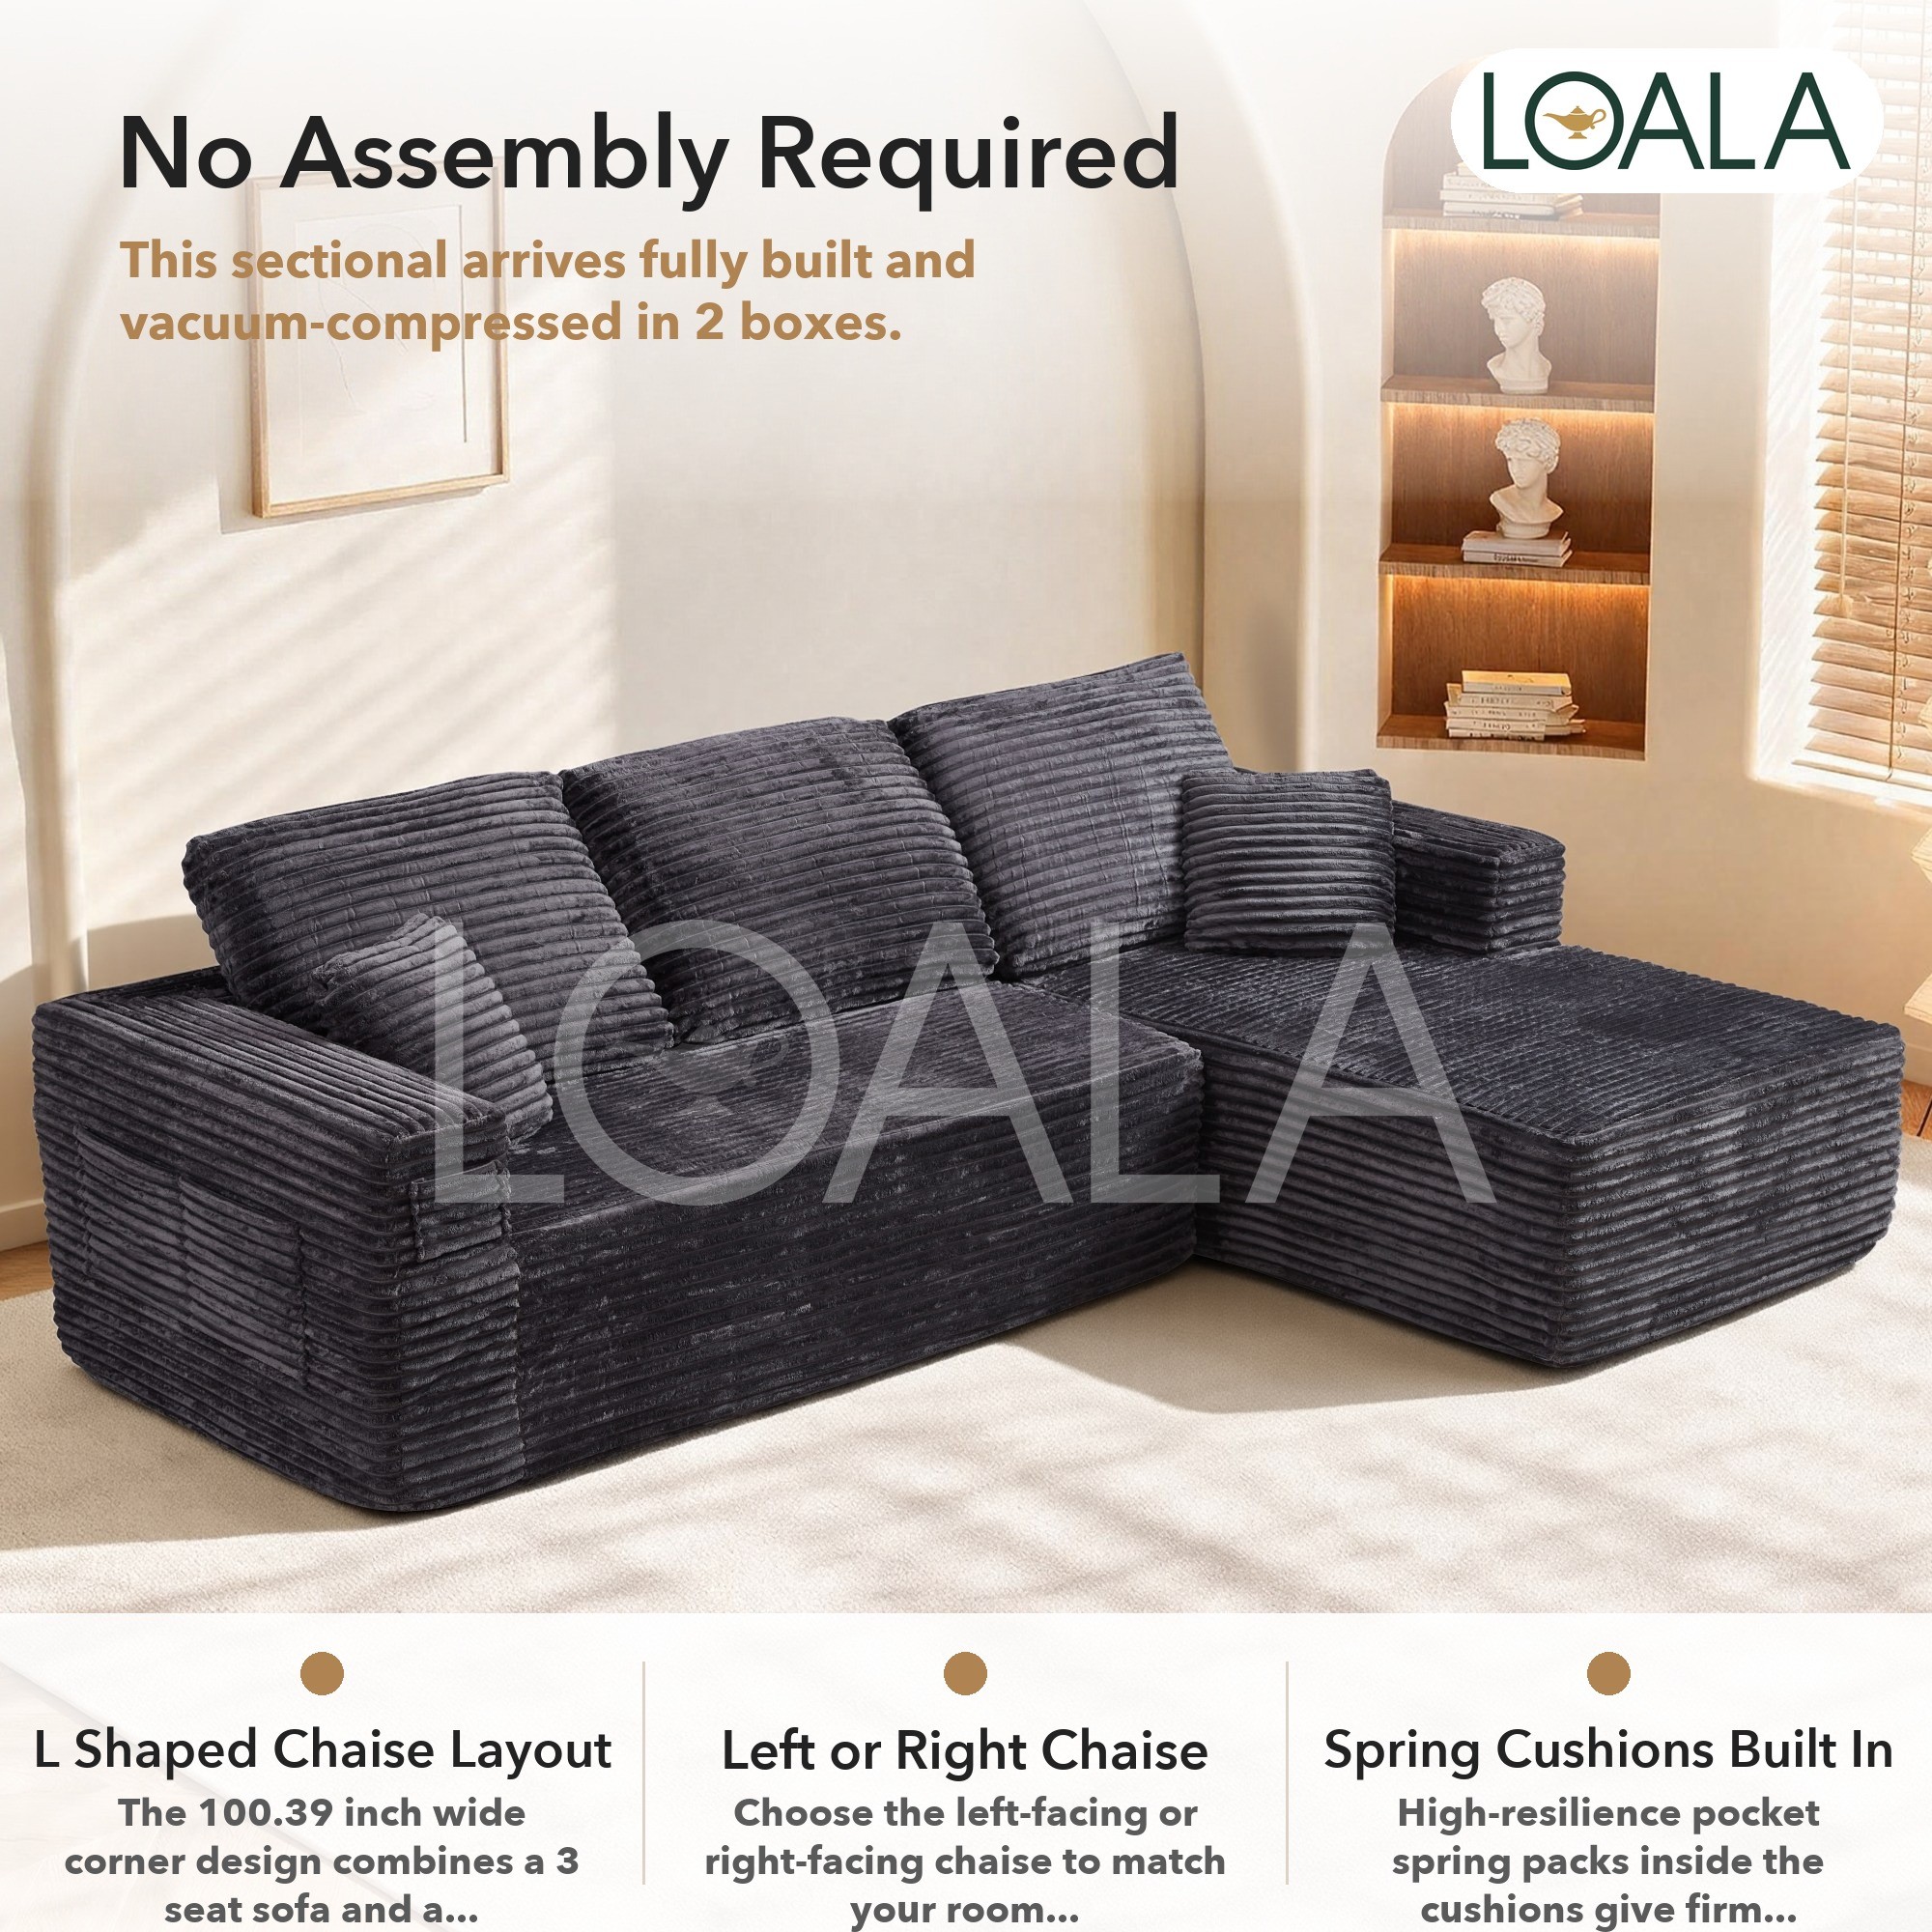 LOALA
No Assembly Required
This sectional arrives fully built and
vacuum-compressed in 2 boxes.
LOALA
L Shaped Chaise Layout
The 100.39 inch wide
corner design combines a 3
seat sofa and a...
Left or Right Chaise
Choose the left-facing or
right-facing chaise to match
your room...
Spring Cushions Built In
High-resilience pocket
spring packs inside the
cushions give firm...